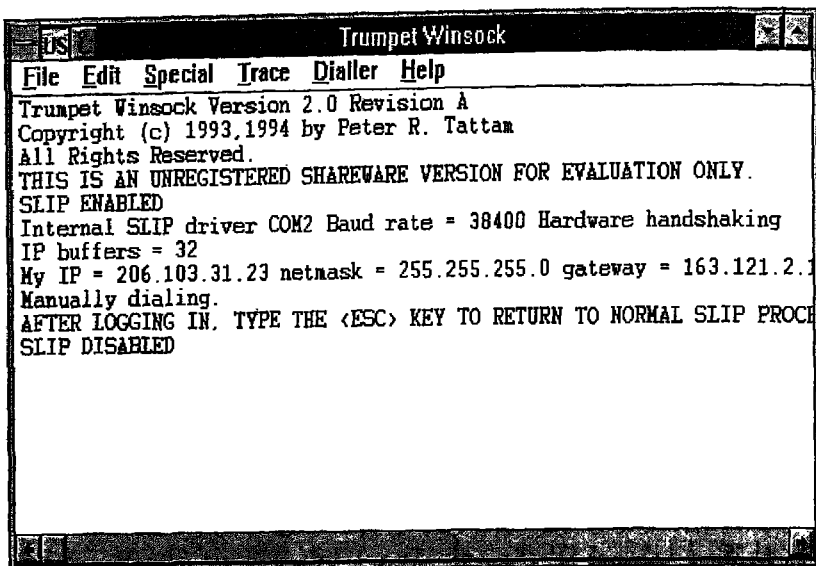 US
Trumpet Winsock
File Edit Special Trace Dialler Help
Trumpet Winsock Version 2.0 Revision A
Copyright (c) 1993,1994 by Peter R. Tattam
All Rights Reserved.
THIS IS AN UNREGISTERED SHAREWARE VERSION FOR EVALUATION ONLY.
SLIP ENABLED
Internal SLIP driver COM2 Baud rate = 38400 Hardware handshaking
IP buffers = 32
My IP = 206.103.31.23 netmask = 255.255.255.0 gateway = 163.121.2.1
Manually dialing.
AFTER LOGGING IN, TYPE THE <ESC> KEY TO RETURN TO NORMAL SLIP PROCE
SLIP DISABLED